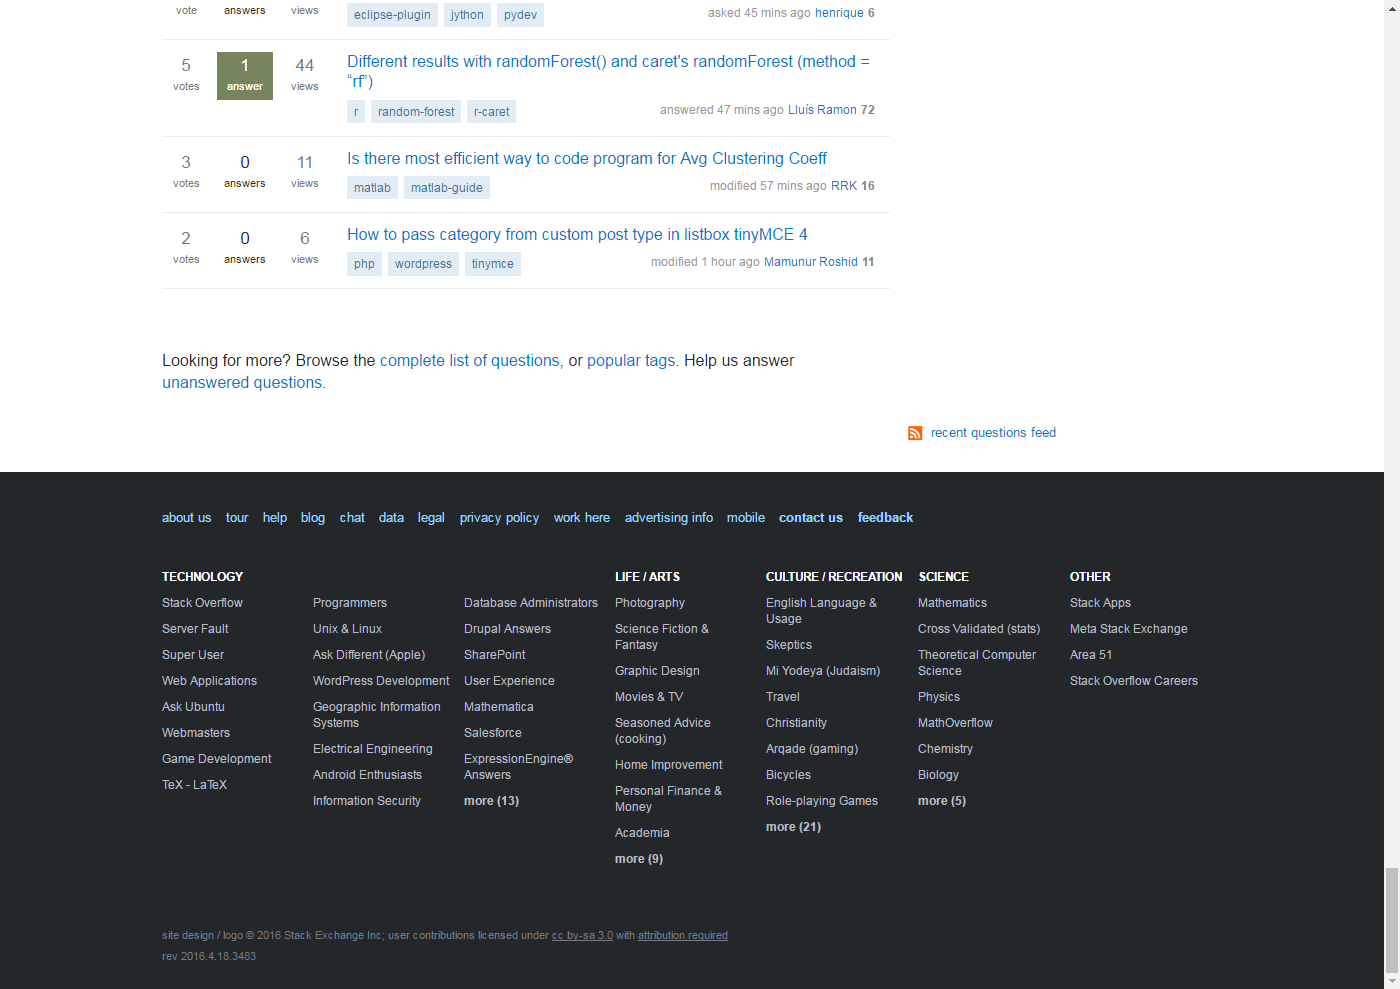 vote answers views eclipse-plugin jython pydev asked 45 mins ago henrique 6
5 votes 1 answer 44 views
Different results with randomForest() and caret's randomForest (method =
“rf”)
r random-forest r-caret answered 47 mins ago Lluís Ramon 72
3 votes 0 answers 11 views
Is there most efficient way to code program for Avg Clustering Coeff
matlab matlab-guide modified 57 mins ago RRK 16
2 votes 0 answers 6 views
How to pass category from custom post type in listbox tinyMCE 4
php wordpress tinymce modified 1 hour ago Mamunur Roshid 11
Looking for more? Browse the complete list of questions, or popular tags. Help us answer
unanswered questions.
recent questions feed
about us tour help blog chat data legal privacy policy work here advertising info mobile contact us feedback
TECHNOLOGY
Stack Overflow
Server Fault
Super User
Web Applications
Ask Ubuntu
Webmasters
Game Development
TeX - LaTeX
Programmers
Unix & Linux
Ask Different (Apple)
WordPress Development
Geographic Information
Systems
Electrical Engineering
Android Enthusiasts
Information Security
Database Administrators
Drupal Answers
SharePoint
User Experience
Mathematica
Salesforce
ExpressionEngine®
Answers
more (13)
LIFE / ARTS
Photography
Science Fiction &
Fantasy
Graphic Design
Movies & TV
Seasoned Advice
(cooking)
Home Improvement
Personal Finance &
Money
Academia
more (9)
CULTURE / RECREATION
English Language &
Usage
Skeptics
Mi Yodeya (Judaism)
Travel
Christianity
Arqade (gaming)
Bicycles
Role-playing Games
more (21)
SCIENCE
Mathematics
Cross Validated (stats)
Theoretical Computer
Science
Physics
MathOverflow
Chemistry
Biology
more (5)
OTHER
Stack Apps
Meta Stack Exchange
Area 51
Stack Overflow Careers
site design / logo © 2016 Stack Exchange Inc; user contributions licensed under cc by-sa 3.0 with attribution required
rev 2016.4.18.3483